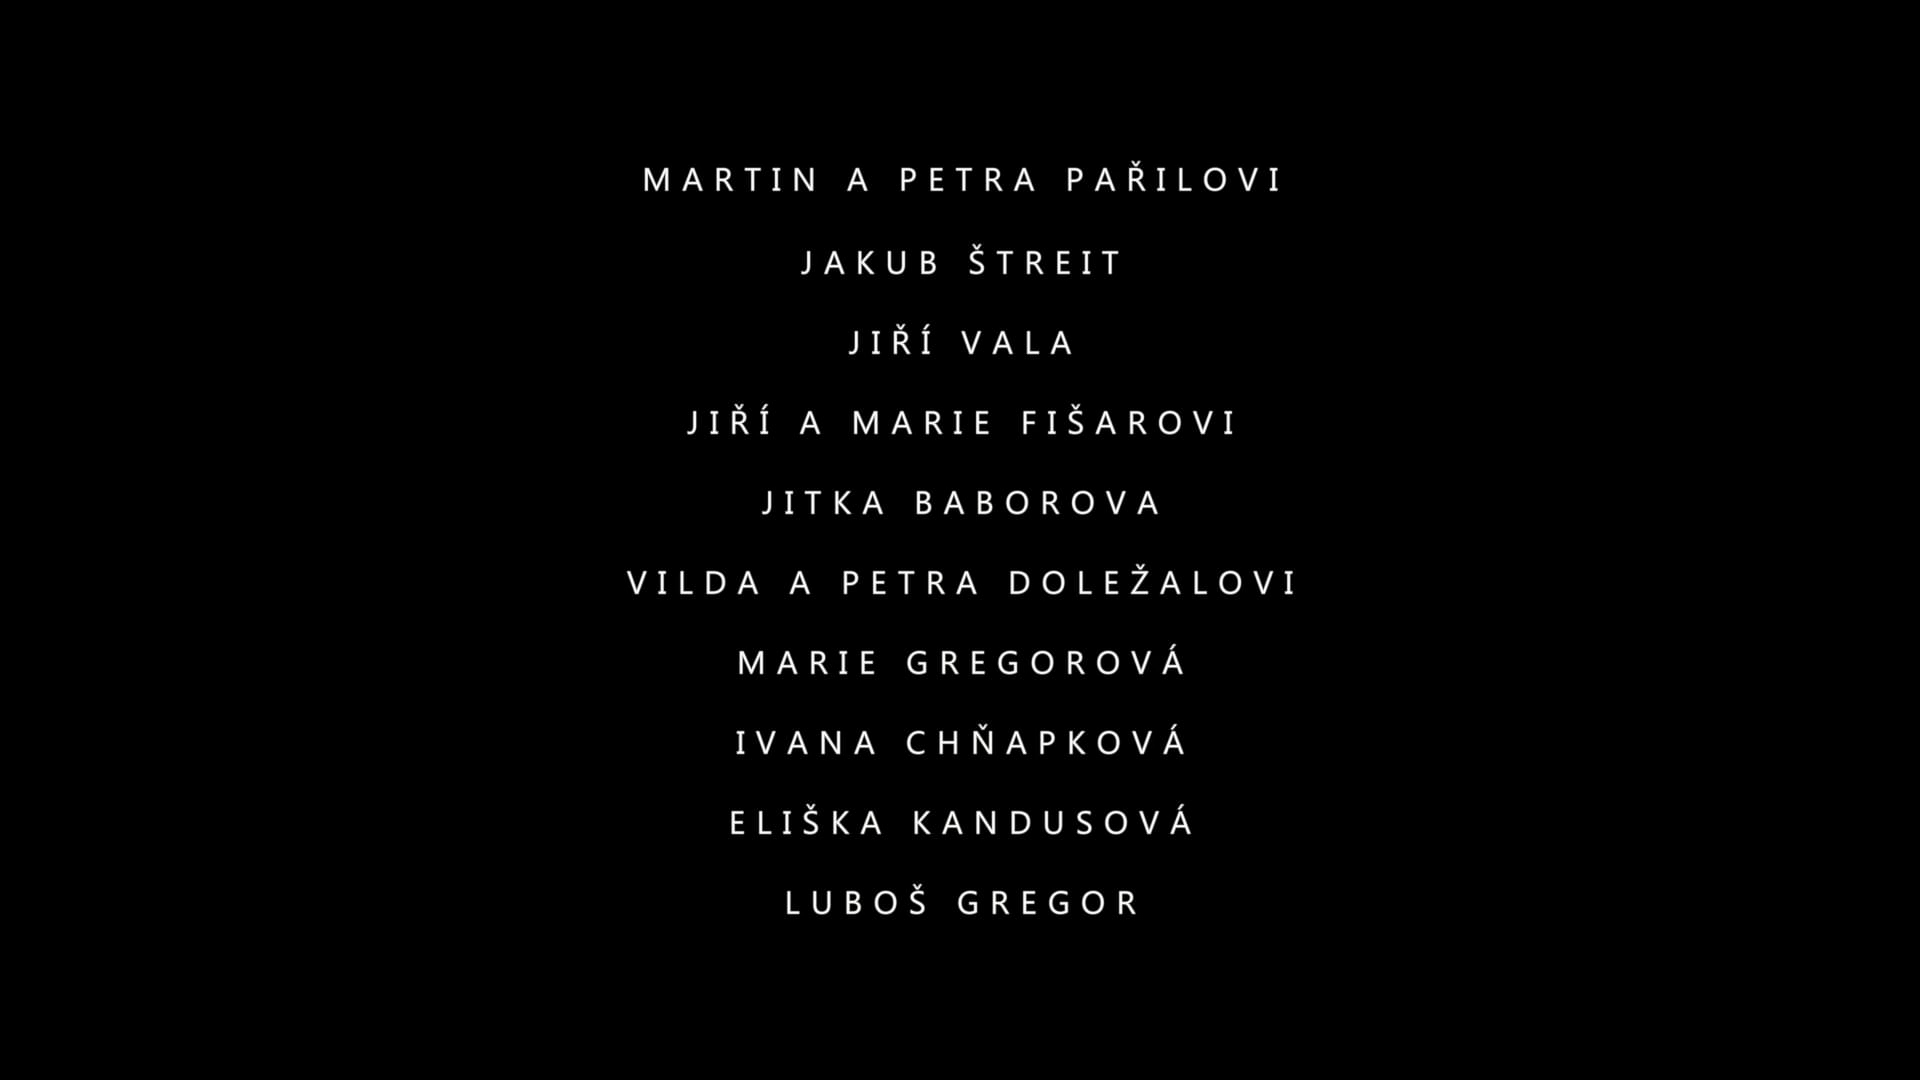 MARTIN A PETRA PAŘILOVI
JAKUB ŠTREIT
JIŘÍ VALA
JIŘÍ A MARIE FIŠAROVI
JITKA BABOROVA
VILDA A PETRA DOLEŽALOVI
MARIE GREGOROVÁ
IVANA CHŇAPKOVÁ
ELIŠKA KANDUSOVÁ
LUBOŠ GREGOR